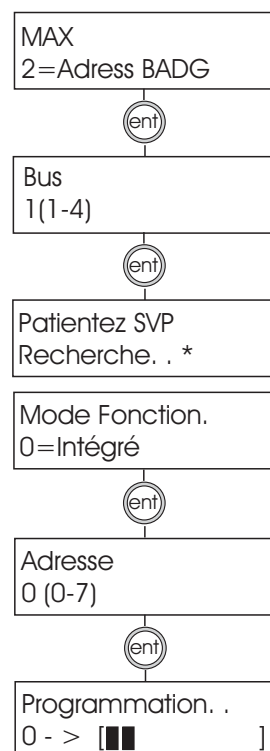 MAX
2=Adress BADG
ent
Bus
1(1-4)
ent
Patientez SVP
Recherche. . *
Mode Fonction.
0=Intégré
ent
Adresse
0 (0-7)
ent
Programmation. .
0 - > [▮▮ ]